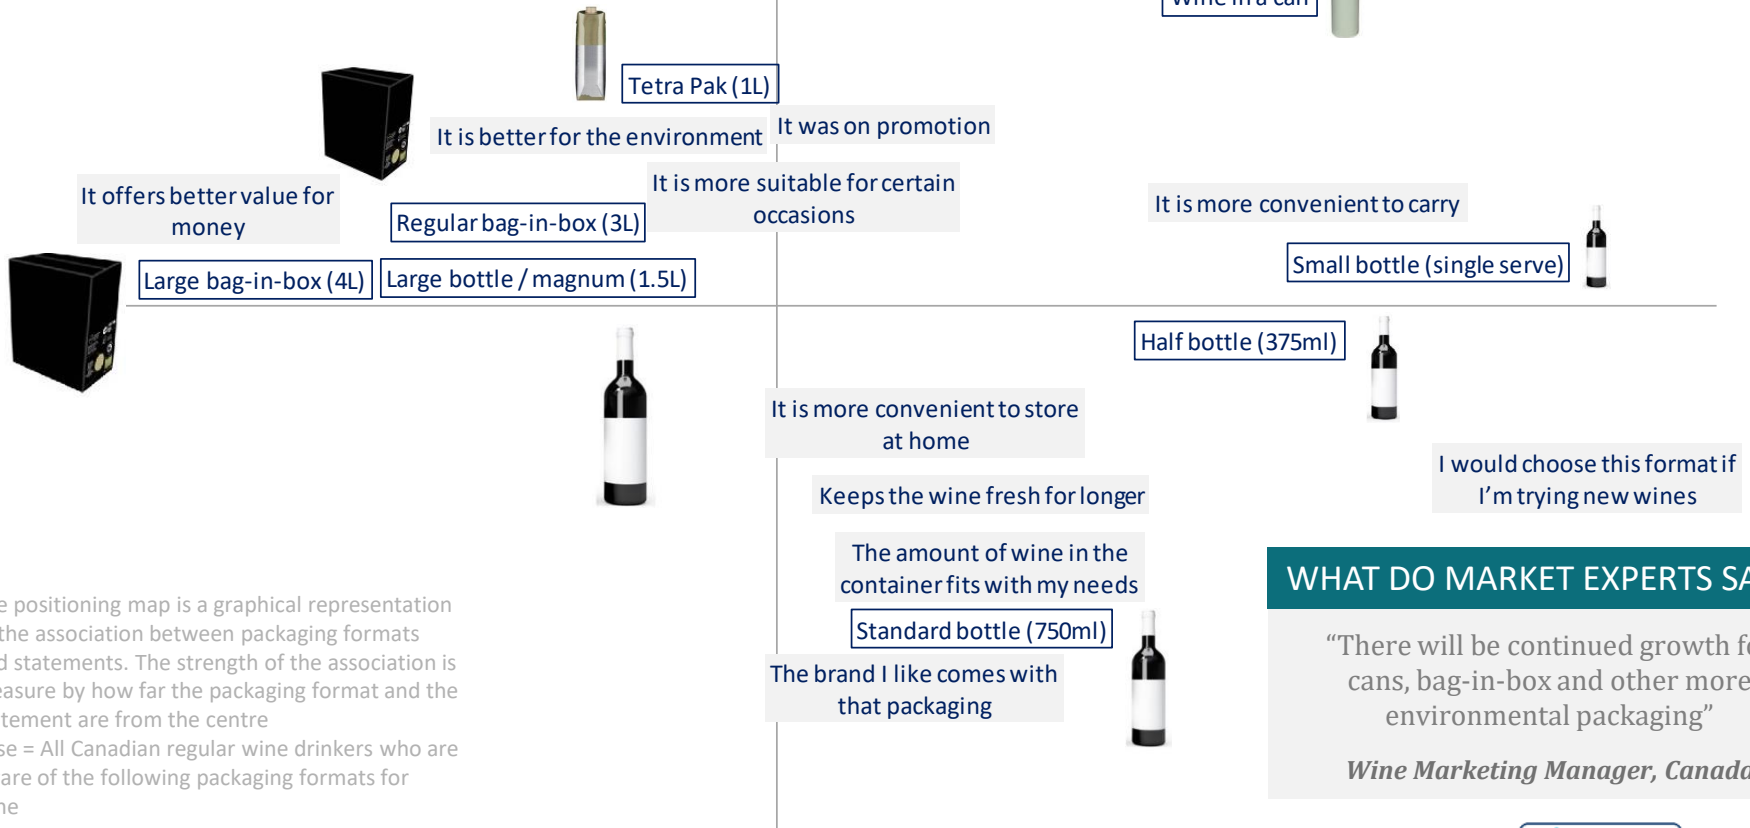 Wine in a can
Tetra Pak (1L)
It is better for the environment
It was on promotion
It offers better value for
money
It is more suitable for certain
occasions
It is more convenient to carry
Regular bag-in-box (3L)
Small bottle (single serve)
Large bag-in-box (4L)
Large bottle / magnum (1.5L)
Half bottle (375ml)
It is more convenient to store
at home
I would choose this format if
I'm trying new wines
Keeps the wine fresh for longer
The amount of wine in the
container fits with my needs
Standard bottle (750ml)
The brand I like comes with
that packaging
positioning map is a graphical representation
the association between packaging formats
statements. The strength of the association is
by how far the packaging format and the
are from the centre
= All Canadian regular wine drinkers who are
of the following packaging formats for
WHAT DO MARKET EXPERTS
“There will be continued growth
cans, bag-in-box and other more
environmental packaging”
Wine Marketing Manager, Canada